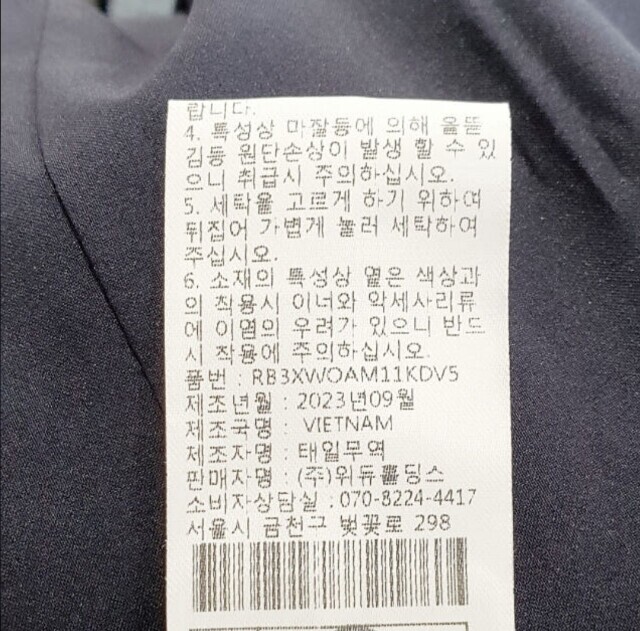 랍니다.
4. 특성상 마찰등에 의해 올뜯
김등 원단손상이 발생 할 수 있
으니 취급시 주의하십시오.
5. 세탁을 고르게 하기 위하여
뒤집어 가볍게 눌러 세탁하여
주십시오.
6. 소재의 특성상 옅은 색상과
의 착용시 이너와 악세사리류
에 이염의 우려가 있으니 반드
시 착용에 주의하십시오.
품번 : RB3XWOAM11KDV5
제조년월 : 2023년09월
제조국명 : VIETNAM
제조자명 : 태일무역
판매자명 : (주)위듀홀딩스
소비자상담실 : 070-8224-4417
서울시 금천구 벚꽃로 298